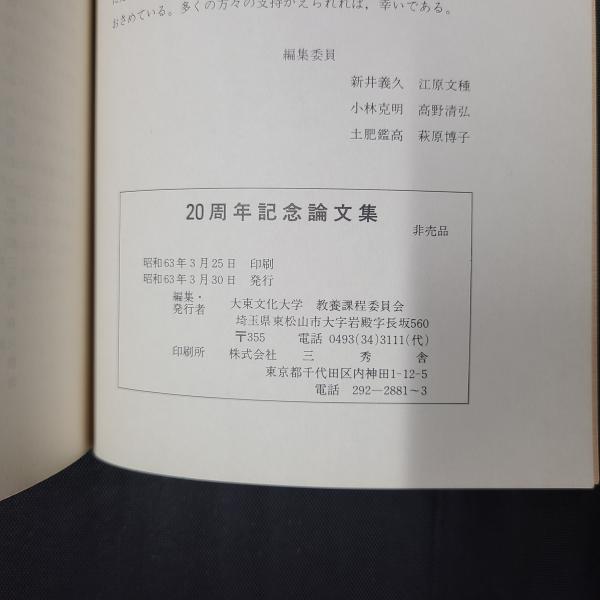 おさめている。多くの方々の支持がえられれば，幸いである。
編集委員
新井義久　江原文種
小林克明　高野清弘
土肥鑑高　萩原博子
20周年記念論文集
非売品
昭和63年3月25日　印刷
昭和63年3月30日　発行
編集・発行者　大東文化大学　教養課程委員会
埼玉県東松山市大字岩殿字長坂560
〒355　電話 0493(34)3111(代)
印刷所　株式会社　三秀舎
東京都千代田区内神田1-12-5
電話　292―2881～3